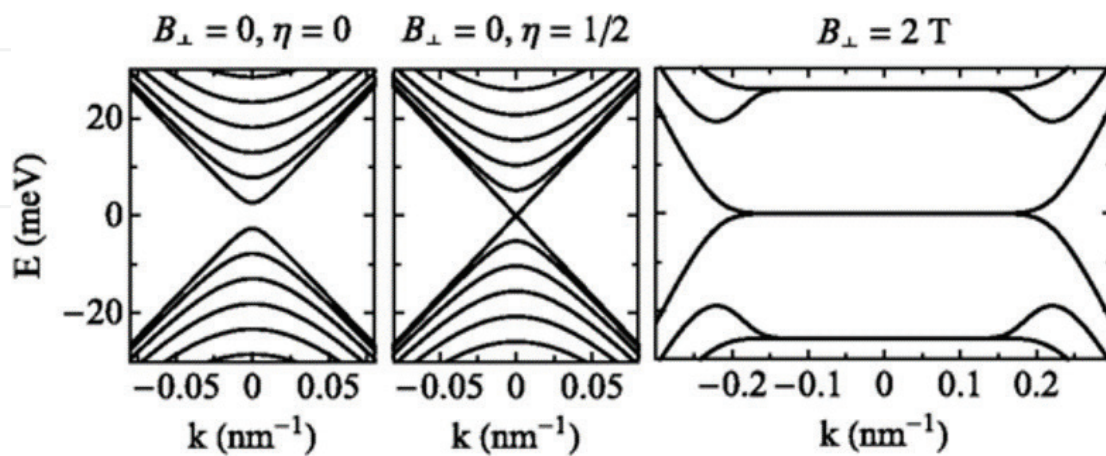 B⊥ = 0, η = 0
B⊥ = 0, η = 1/2
B⊥ = 2 T
E (meV)
20
0
−20
−0.05 0 0.05
−0.05 0 0.05
−0.2 −0.1 0 0.1 0.2
k (nm⁻¹)
k (nm⁻¹)
k (nm⁻¹)